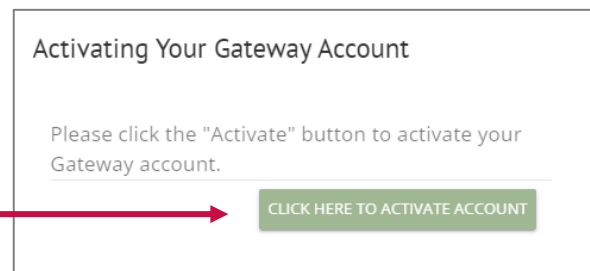 Activating Your Gateway Account
Please click the "Activate" button to activate your
Gateway account.
CLICK HERE TO ACTIVATE ACCOUNT